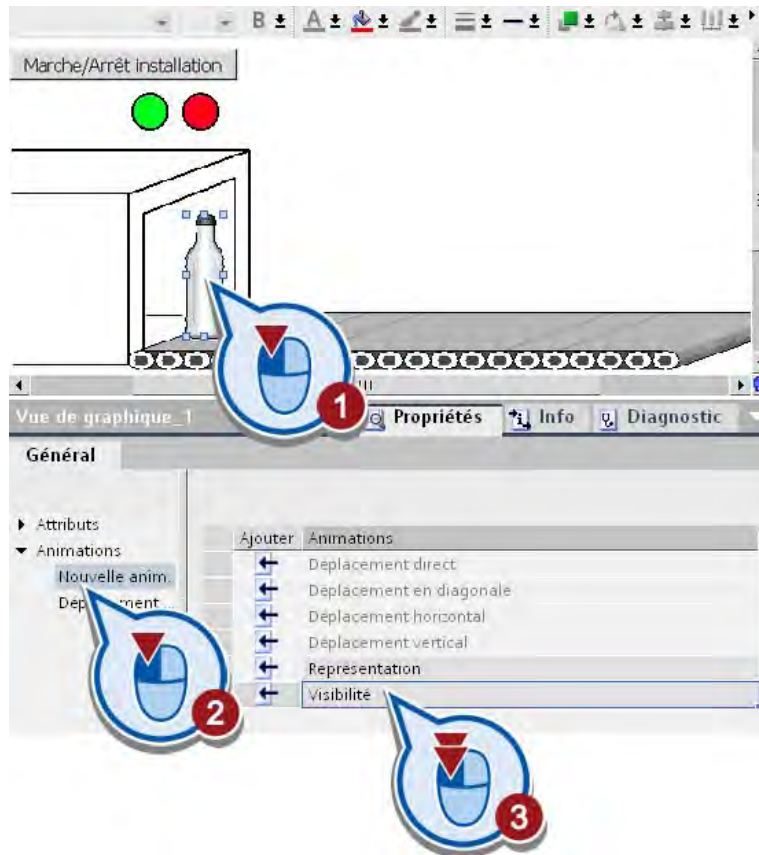 B A
Marche/Arrêt installation
1
Vue de graphique_1 Propriétés Info Diagnostic
Général
Attributs
Animations
Nouvelle anim.
Ajouter Animations
Déplacement direct
Déplacement en diagonale
Déplacement horizontal
Déplacement vertical
Representation
Visibilité
2
3